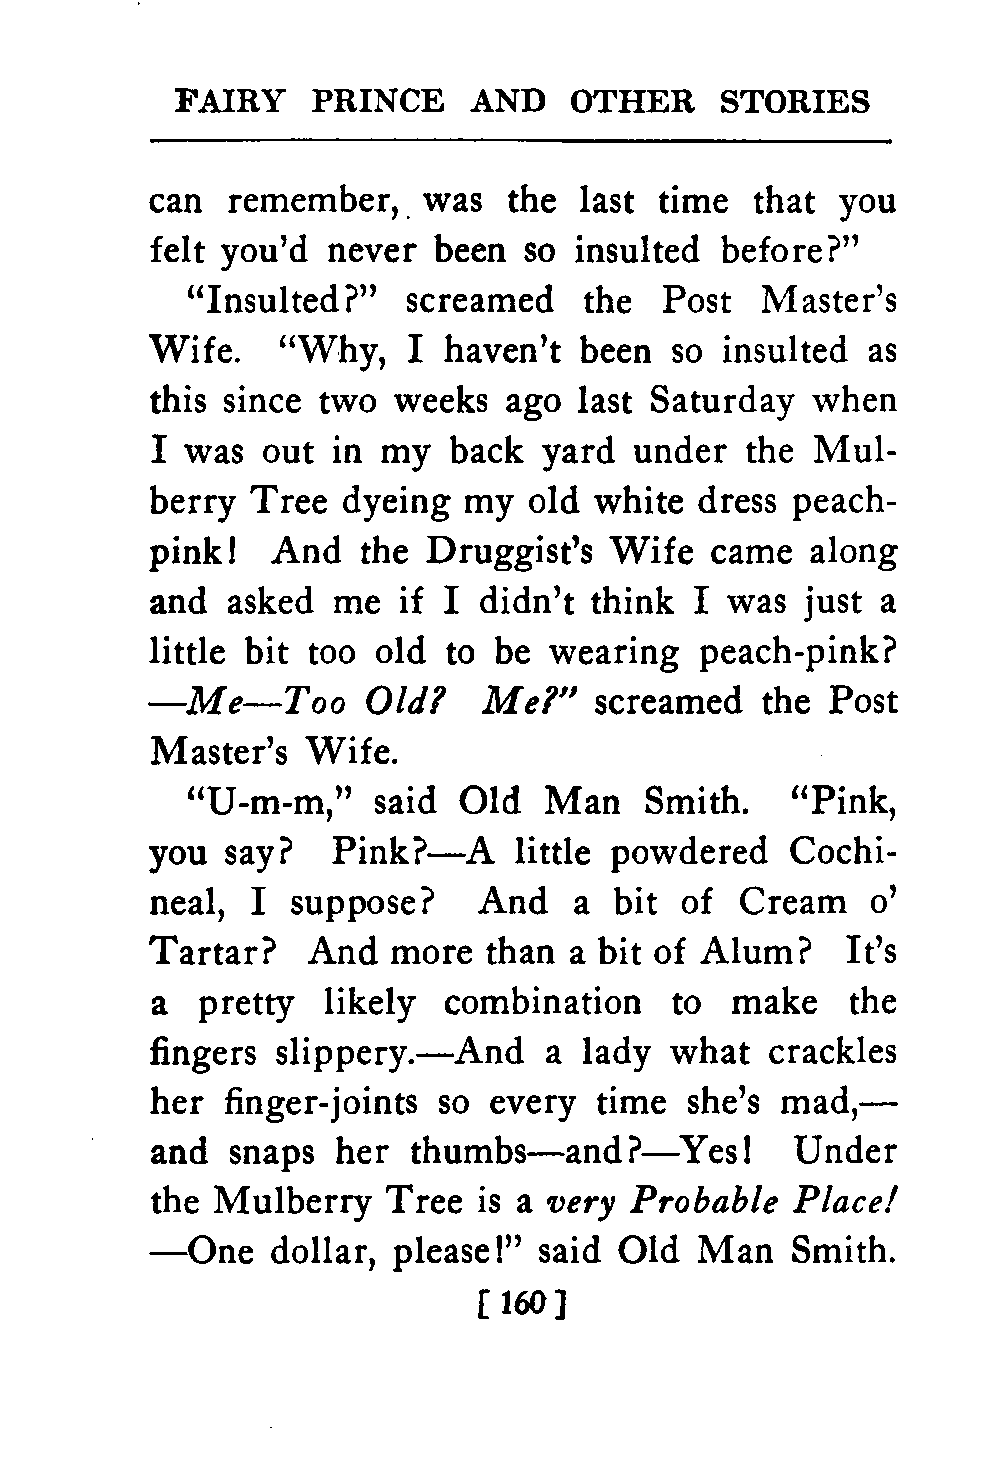 FAIRY PRINCE AND OTHER STORIES
can remember, was the last time that you
felt you'd never been so insulted before?"
"Insulted?" screamed the Post Master's
Wife. "Why, I haven't been so insulted as
this since two weeks ago last Saturday when
I was out in my back yard under the Mul-
berry Tree dyeing my old white dress peach-
pink! And the Druggist's Wife came along
and asked me if I didn't think I was just a
little bit too old to be wearing peach-pink?
—Me—Too Old? Me?" screamed the Post
Master's Wife.
"U-m-m," said Old Man Smith. "Pink,
you say? Pink?—A little powdered Cochi-
neal, I suppose? And a bit of Cream o'
Tartar? And more than a bit of Alum? It's
a pretty likely combination to make the
fingers slippery.—And a lady what crackles
her finger-joints so every time she's mad,—
and snaps her thumbs—and?—Yes! Under
the Mulberry Tree is a very Probable Place!
—One dollar, please!" said Old Man Smith.
[ 160 ]